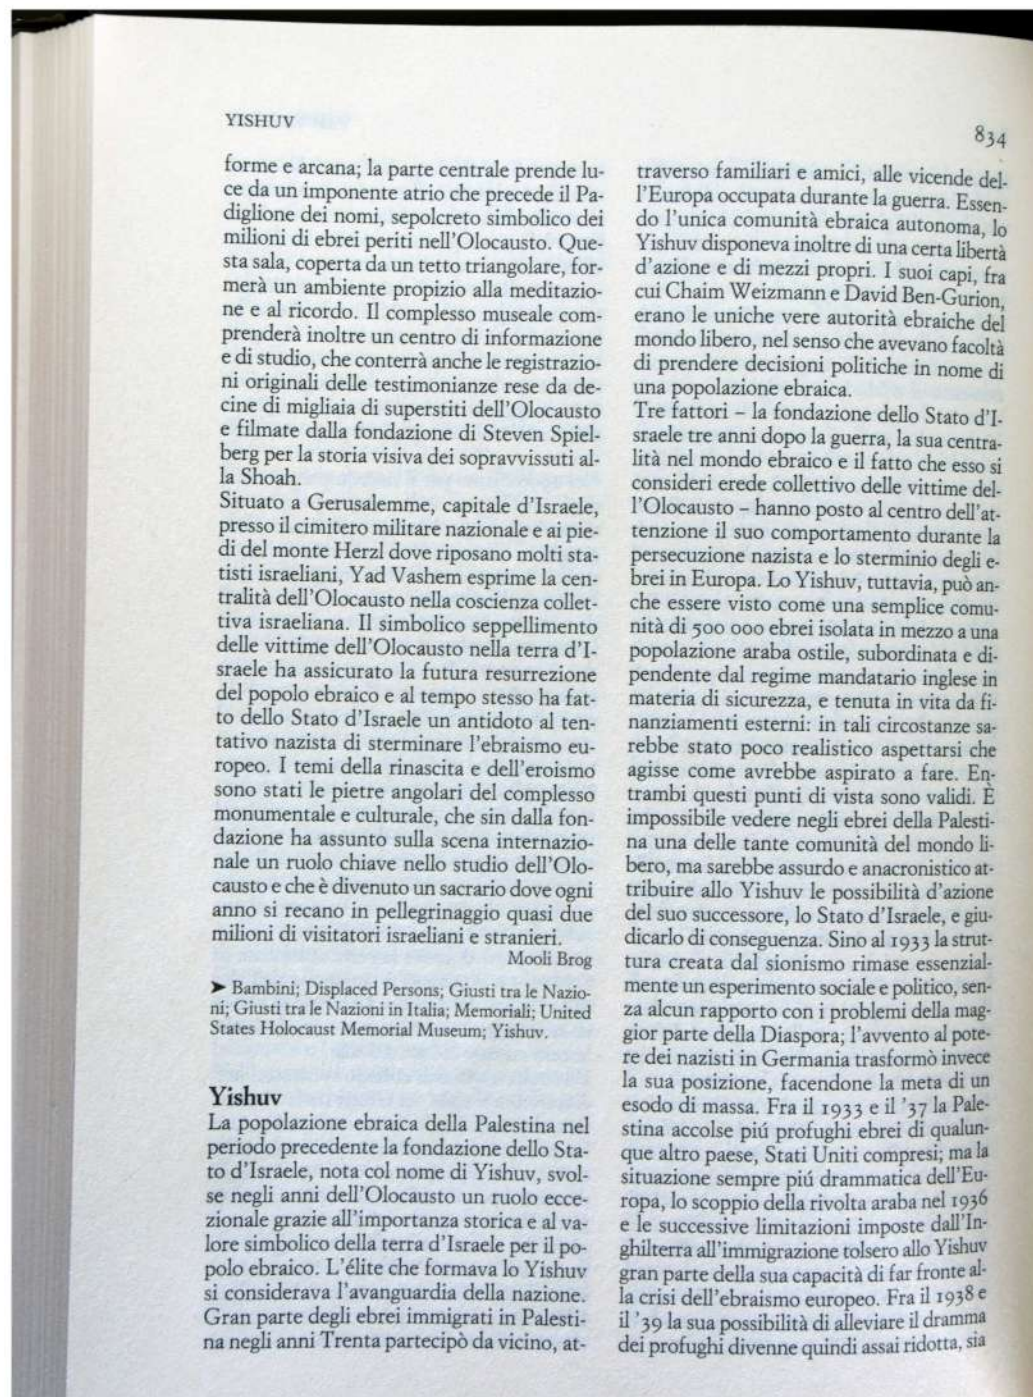 YISHUV
834
forme e arcana; la parte centrale prende lu-
ce da un imponente atrio che precede il Pa-
diglione dei nomi, sepolcreto simbolico dei
milioni di ebrei periti nell'Olocausto. Que-
sta sala, coperta da un tetto triangolare, for-
merà un ambiente propizio alla meditazio-
ne e al ricordo. Il complesso museale com-
prenderà inoltre un centro di informazione
e di studio, che conterrà anche le registrazio-
ni originali delle testimonianze rese da de-
cine di migliaia di superstiti dell'Olocausto
e filmate dalla fondazione di Steven Spiel-
berg per la storia visiva dei sopravvissuti al-
la Shoah.
Situato a Gerusalemme, capitale d'Israele,
presso il cimitero militare nazionale e ai pie-
di del monte Herzl dove riposano molti sta-
tisti israeliani, Yad Vashem esprime la cen-
tralità dell'Olocausto nella coscienza collet-
tiva israeliana. Il simbolico seppellimento
delle vittime dell'Olocausto nella terra d'I-
sraele ha assicurato la futura resurrezione
del popolo ebraico e al tempo stesso ha fat-
to dello Stato d'Israele un antidoto al ten-
tativo nazista di sterminare l'ebraismo eu-
ropeo. I temi della rinascita e dell'eroismo
sono stati le pietre angolari del complesso
monumentale e culturale, che sin dalla fon-
dazione ha assunto sulla scena internazio-
nale un ruolo chiave nello studio dell'Olo-
causto e che è divenuto un sacrario dove ogni
anno si recano in pellegrinaggio quasi due
milioni di visitatori israeliani e stranieri.
Mooli Brog
➤ Bambini; Displaced Persons; Giusti tra le Nazio-
ni; Giusti tra le Nazioni in Italia; Memoriali; United
States Holocaust Memorial Museum; Yishuv.
Yishuv
La popolazione ebraica della Palestina nel
periodo precedente la fondazione dello Sta-
to d'Israele, nota col nome di Yishuv, svol-
se negli anni dell'Olocausto un ruolo ecce-
zionale grazie all'importanza storica e al va-
lore simbolico della terra d'Israele per il po-
polo ebraico. L'élite che formava lo Yishuv
si considerava l'avanguardia della nazione.
Gran parte degli ebrei immigrati in Palesti-
na negli anni Trenta partecipò da vicino, at-
traverso familiari e amici, alle vicende del-
l'Europa occupata durante la guerra. Essen-
do l'unica comunità ebraica autonoma, lo
Yishuv disponeva inoltre di una certa libertà
d'azione e di mezzi propri. I suoi capi, fra
cui Chaim Weizmann e David Ben-Gurion,
erano le uniche vere autorità ebraiche del
mondo libero, nel senso che avevano facoltà
di prendere decisioni politiche in nome di
una popolazione ebraica.
Tre fattori – la fondazione dello Stato d'I-
sraele tre anni dopo la guerra, la sua centra-
lità nel mondo ebraico e il fatto che esso si
consideri erede collettivo delle vittime del-
l'Olocausto – hanno posto al centro dell'at-
tenzione il suo comportamento durante la
persecuzione nazista e lo sterminio degli e-
brei in Europa. Lo Yishuv, tuttavia, può an-
che essere visto come una semplice comu-
nità di 500 000 ebrei isolata in mezzo a una
popolazione araba ostile, subordinata e di-
pendente dal regime mandatario inglese in
materia di sicurezza, e tenuta in vita da fi-
nanziamenti esterni: in tali circostanze sa-
rebbe stato poco realistico aspettarsi che
agisse come avrebbe aspirato a fare. En-
trambi questi punti di vista sono validi. È
impossibile vedere negli ebrei della Palesti-
na una delle tante comunità del mondo li-
bero, ma sarebbe assurdo e anacronistico at-
tribuire allo Yishuv le possibilità d'azione
del suo successore, lo Stato d'Israele, e giu-
dicarlo di conseguenza. Sino al 1933 la strut-
tura creata dal sionismo rimase essenzial-
mente un esperimento sociale e politico, sen-
za alcun rapporto con i problemi della mag-
gior parte della Diaspora; l'avvento al pote-
re dei nazisti in Germania trasformò invece
la sua posizione, facendone la meta di un
esodo di massa. Fra il 1933 e il '37 la Pale-
stina accolse piú profughi ebrei di qualun-
que altro paese, Stati Uniti compresi; ma la
situazione sempre piú drammatica dell'Eu-
ropa, lo scoppio della rivolta araba nel 1936
e le successive limitazioni imposte dall'In-
ghilterra all'immigrazione tolsero allo Yishuv
gran parte della sua capacità di far fronte al-
la crisi dell'ebraismo europeo. Fra il 1938 e
il '39 la sua possibilità di alleviare il dramma
dei profughi divenne quindi assai ridotta, sia